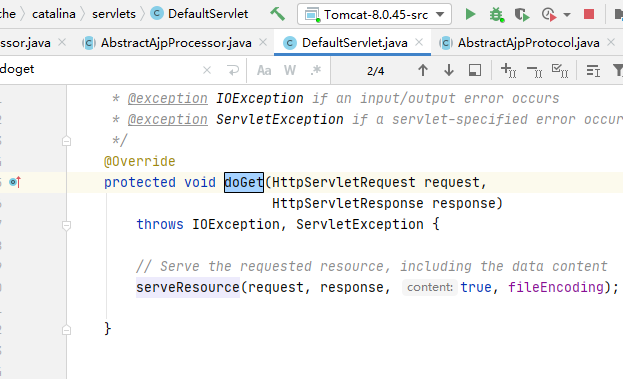 che > catalina > servlets > DefaultServlet Tomcat-8.0.45-src
ssor.java AbstractAjpProcessor.java DefaultServlet.java AbstractAjpProtocol.java
doget Aa W .* 2/4
* @exception IOException if an input/output error occurs
* @exception ServletException if a servlet-specified error occur
*/
@Override
protected void doGet(HttpServletRequest request,
HttpServletResponse response)
throws IOException, ServletException {
// Serve the requested resource, including the data content
serveResource(request, response, content: true, fileEncoding);
}